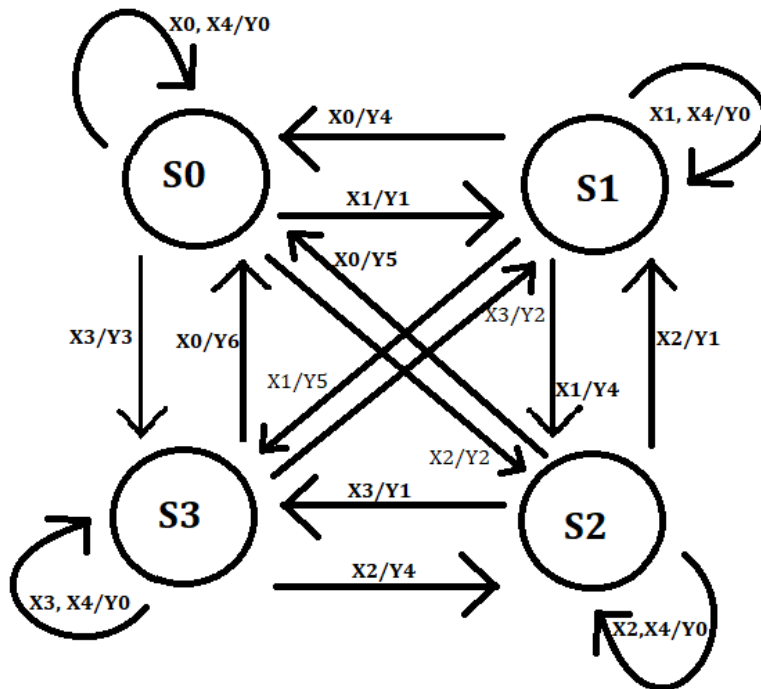 X0, X4/Y0
X0/Y4
X1, X4/Y0
S0
S1
X1/Y1
X0/Y5
X3/Y3
X0/Y6
X3/Y2
X2/Y1
X1/Y5
X1/Y4
X2/Y2
X3/Y1
S3
S2
X2/Y4
X3, X4/Y0
X2,X4/Y0